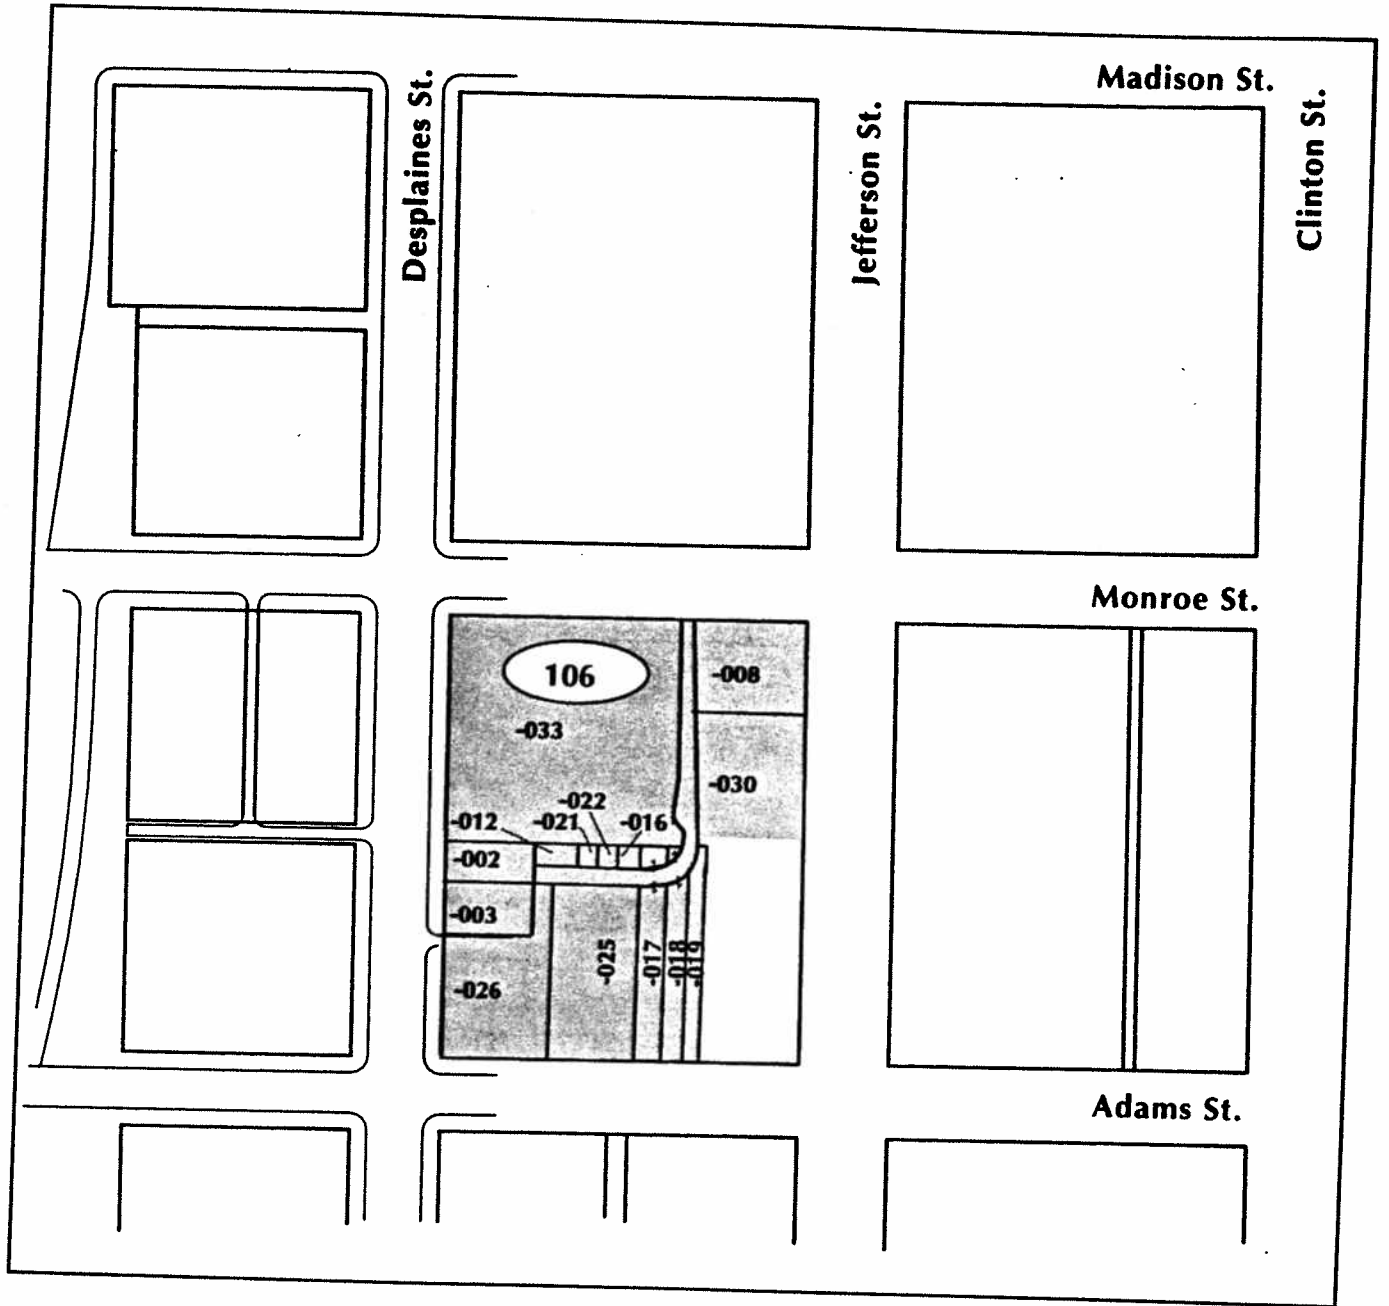 Madison St.
Desplaines St.
Jefferson St.
Clinton St.
Monroe St.
106
-008
-033
-030
-022
-012
-021
-016
-002
-003
-025
-017
-018
-019
-026
Adams St.